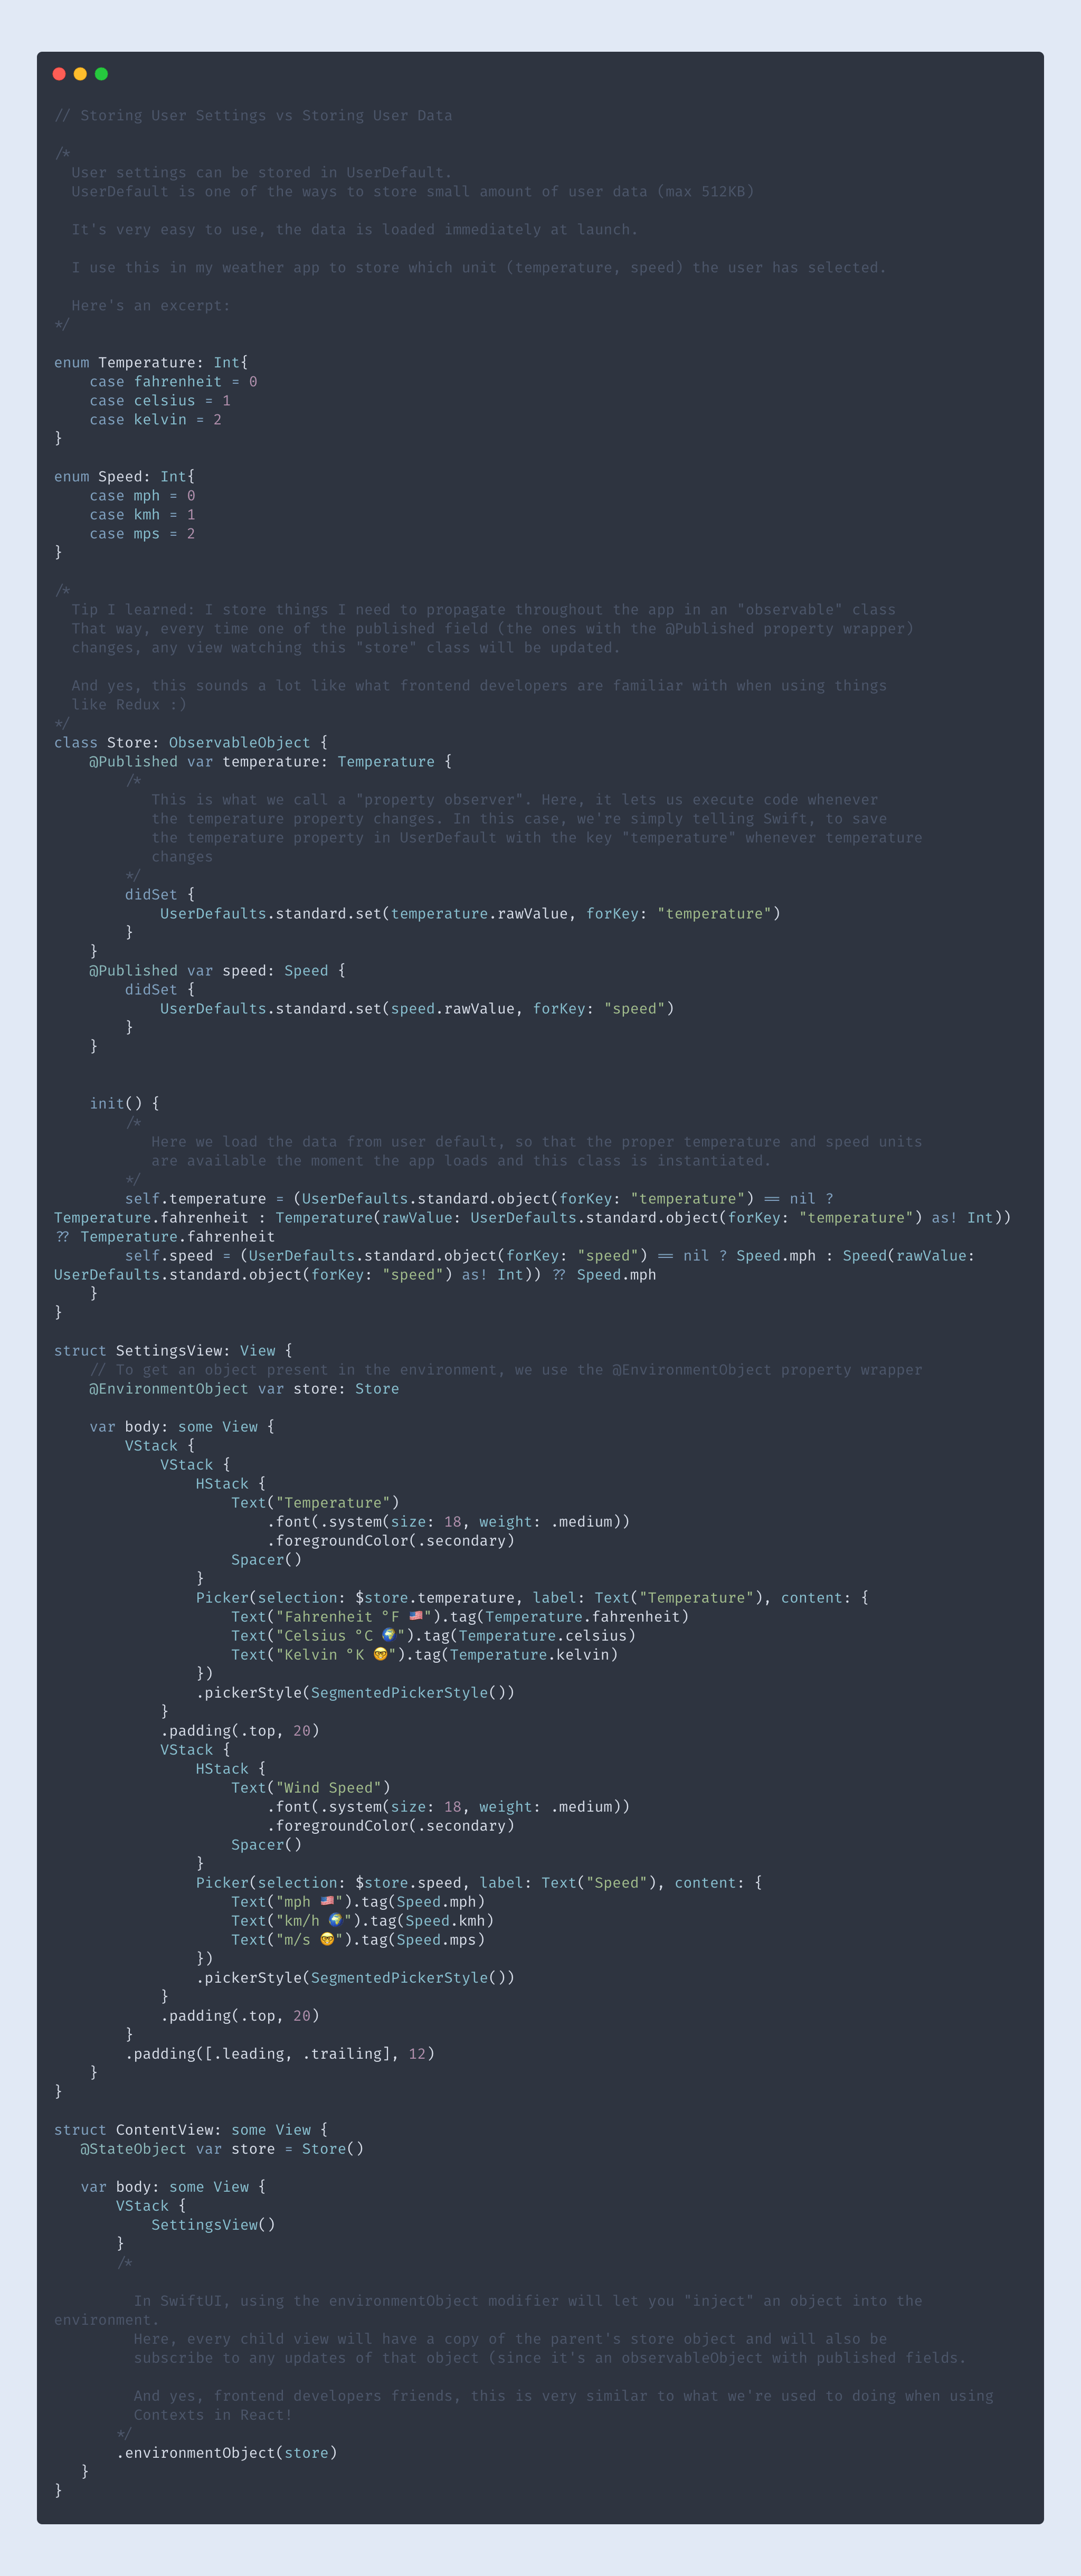 // Storing User Settings vs Storing User Data

/*
  User settings can be stored in UserDefault.
  UserDefault is one of the ways to store small amount of user data (max 512KB)

  It's very easy to use, the data is loaded immediately at launch.

  I use this in my weather app to store which unit (temperature, speed) the user has selected.

  Here's an excerpt:
*/

enum Temperature: Int{
    case fahrenheit = 0
    case celsius = 1
    case kelvin = 2
}

enum Speed: Int{
    case mph = 0
    case kmh = 1
    case mps = 2
}

/*
  Tip I learned: I store things I need to propagate throughout the app in an "observable" class
  That way, every time one of the published field (the ones with the @Published property wrapper)
  changes, any view watching this "store" class will be updated.

  And yes, this sounds a lot like what frontend developers are familiar with when using things
  like Redux :)
*/
class Store: ObservableObject {
    @Published var temperature: Temperature {
        /*
           This is what we call a "property observer". Here, it lets us execute code whenever
           the temperature property changes. In this case, we're simply telling Swift, to save
           the temperature property in UserDefault with the key "temperature" whenever temperature
           changes
        */
        didSet {
            UserDefaults.standard.set(temperature.rawValue, forKey: "temperature")
        }
    }
    @Published var speed: Speed {
        didSet {
            UserDefaults.standard.set(speed.rawValue, forKey: "speed")
        }
    }


    init() {
        /*
           Here we load the data from user default, so that the proper temperature and speed units
           are available the moment the app loads and this class is instantiated.
        */
        self.temperature = (UserDefaults.standard.object(forKey: "temperature") == nil ?
Temperature.fahrenheit : Temperature(rawValue: UserDefaults.standard.object(forKey: "temperature") as! Int))
?? Temperature.fahrenheit
        self.speed = (UserDefaults.standard.object(forKey: "speed") == nil ? Speed.mph : Speed(rawValue:
UserDefaults.standard.object(forKey: "speed") as! Int)) ?? Speed.mph
    }
}

struct SettingsView: View {
    // To get an object present in the environment, we use the @EnvironmentObject property wrapper
    @EnvironmentObject var store: Store

    var body: some View {
        VStack {
            VStack {
                HStack {
                    Text("Temperature")
                        .font(.system(size: 18, weight: .medium))
                        .foregroundColor(.secondary)
                    Spacer()
                }
                Picker(selection: $store.temperature, label: Text("Temperature"), content: {
                    Text("Fahrenheit °F 🇺🇸").tag(Temperature.fahrenheit)
                    Text("Celsius °C 🌍").tag(Temperature.celsius)
                    Text("Kelvin °K 🤓").tag(Temperature.kelvin)
                })
                .pickerStyle(SegmentedPickerStyle())
            }
            .padding(.top, 20)
            VStack {
                HStack {
                    Text("Wind Speed")
                        .font(.system(size: 18, weight: .medium))
                        .foregroundColor(.secondary)
                    Spacer()
                }
                Picker(selection: $store.speed, label: Text("Speed"), content: {
                    Text("mph 🇺🇸").tag(Speed.mph)
                    Text("km/h 🌍").tag(Speed.kmh)
                    Text("m/s 🤓").tag(Speed.mps)
                })
                .pickerStyle(SegmentedPickerStyle())
            }
            .padding(.top, 20)
        }
        .padding([.leading, .trailing], 12)
    }
}

struct ContentView: some View {
   @StateObject var store = Store()

   var body: some View {
       VStack {
           SettingsView()
       }
       /*

         In SwiftUI, using the environmentObject modifier will let you "inject" an object into the
environment.
         Here, every child view will have a copy of the parent's store object and will also be
         subscribe to any updates of that object (since it's an observableObject with published fields.

         And yes, frontend developers friends, this is very similar to what we're used to doing when using
         Contexts in React!
       */
       .environmentObject(store)
   }
}